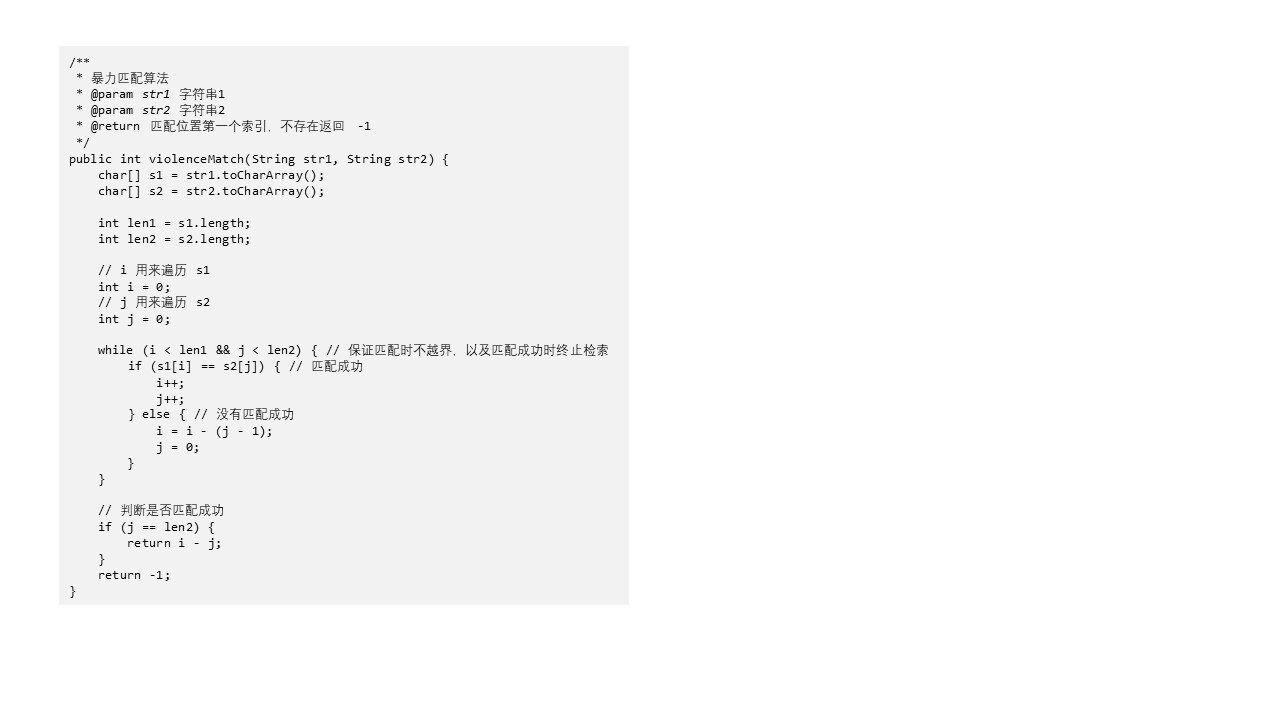 /**
 * 暴力匹配算法
 * @param str1 字符串1
 * @param str2 字符串2
 * @return 匹配位置第一个索引，不存在返回 -1
 */
public int violenceMatch(String str1, String str2) {
    char[] s1 = str1.toCharArray();
    char[] s2 = str2.toCharArray();

    int len1 = s1.length;
    int len2 = s2.length;

    // i 用来遍历 s1
    int i = 0;
    // j 用来遍历 s2
    int j = 0;

    while (i < len1 && j < len2) { // 保证匹配时不越界，以及匹配成功时终止检索
        if (s1[i] == s2[j]) { // 匹配成功
            i++;
            j++;
        } else { // 没有匹配成功
            i = i - (j - 1);
            j = 0;
        }
    }

    // 判断是否匹配成功
    if (j == len2) {
        return i - j;
    }
    return -1;
}